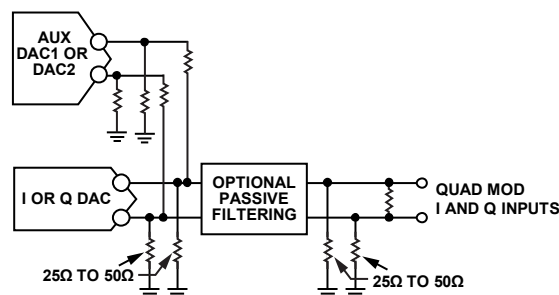 AUX
DAC1 OR
DAC2
I OR Q DAC
OPTIONAL
PASSIVE
FILTERING
QUAD MOD
I AND Q INPUTS
25Ω TO 50Ω
25Ω TO 50Ω